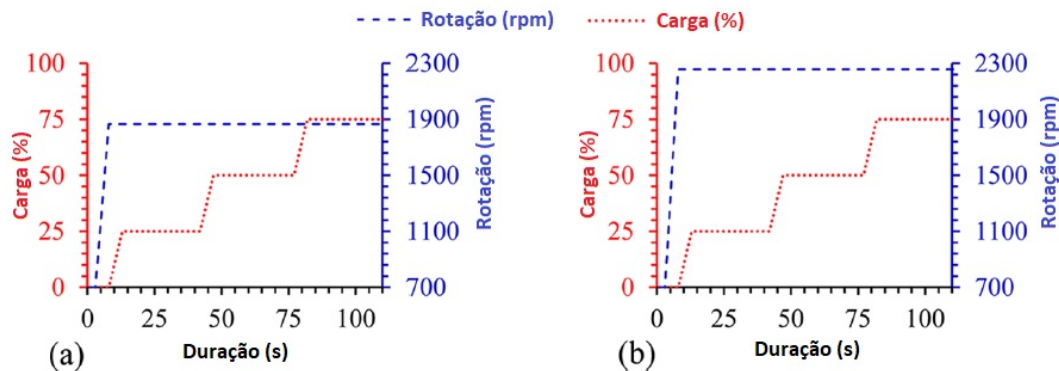 Rotação (rpm) Carga (%)
100 2300 100 2300
75 1900 75 1900
50 1500 50 1500
25 1100 25 1100
0 700 0 700
Carga (%) Rotação (rpm) Carga (%) Rotação (rpm)
0 25 50 75 100 0 25 50 75 100
(a) Duração (s) (b) Duração (s)